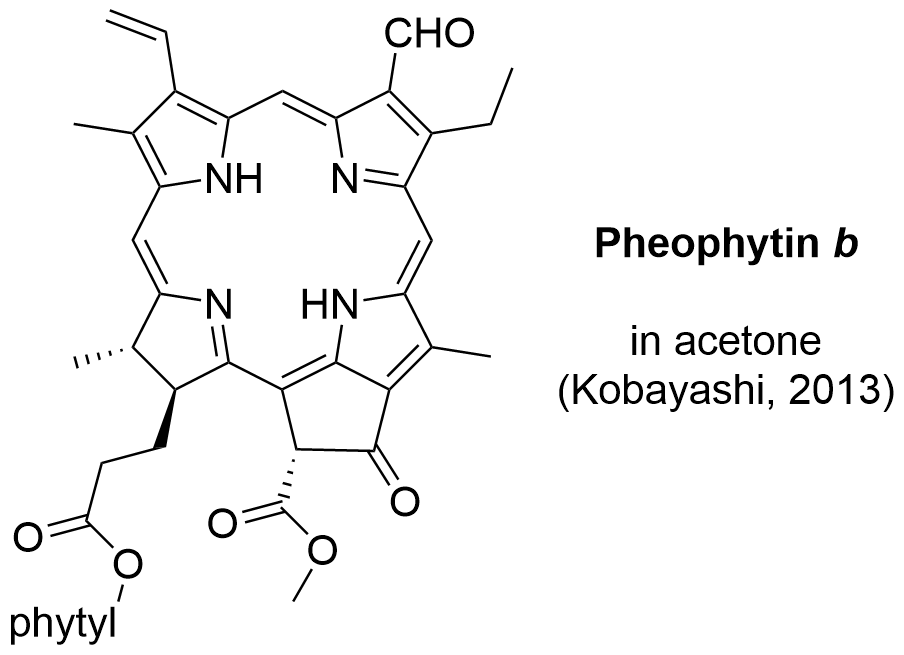 CHO
NH
N
N
HN
O
O
O
O
O
phytyl
Pheophytin b
in acetone
(Kobayashi, 2013)